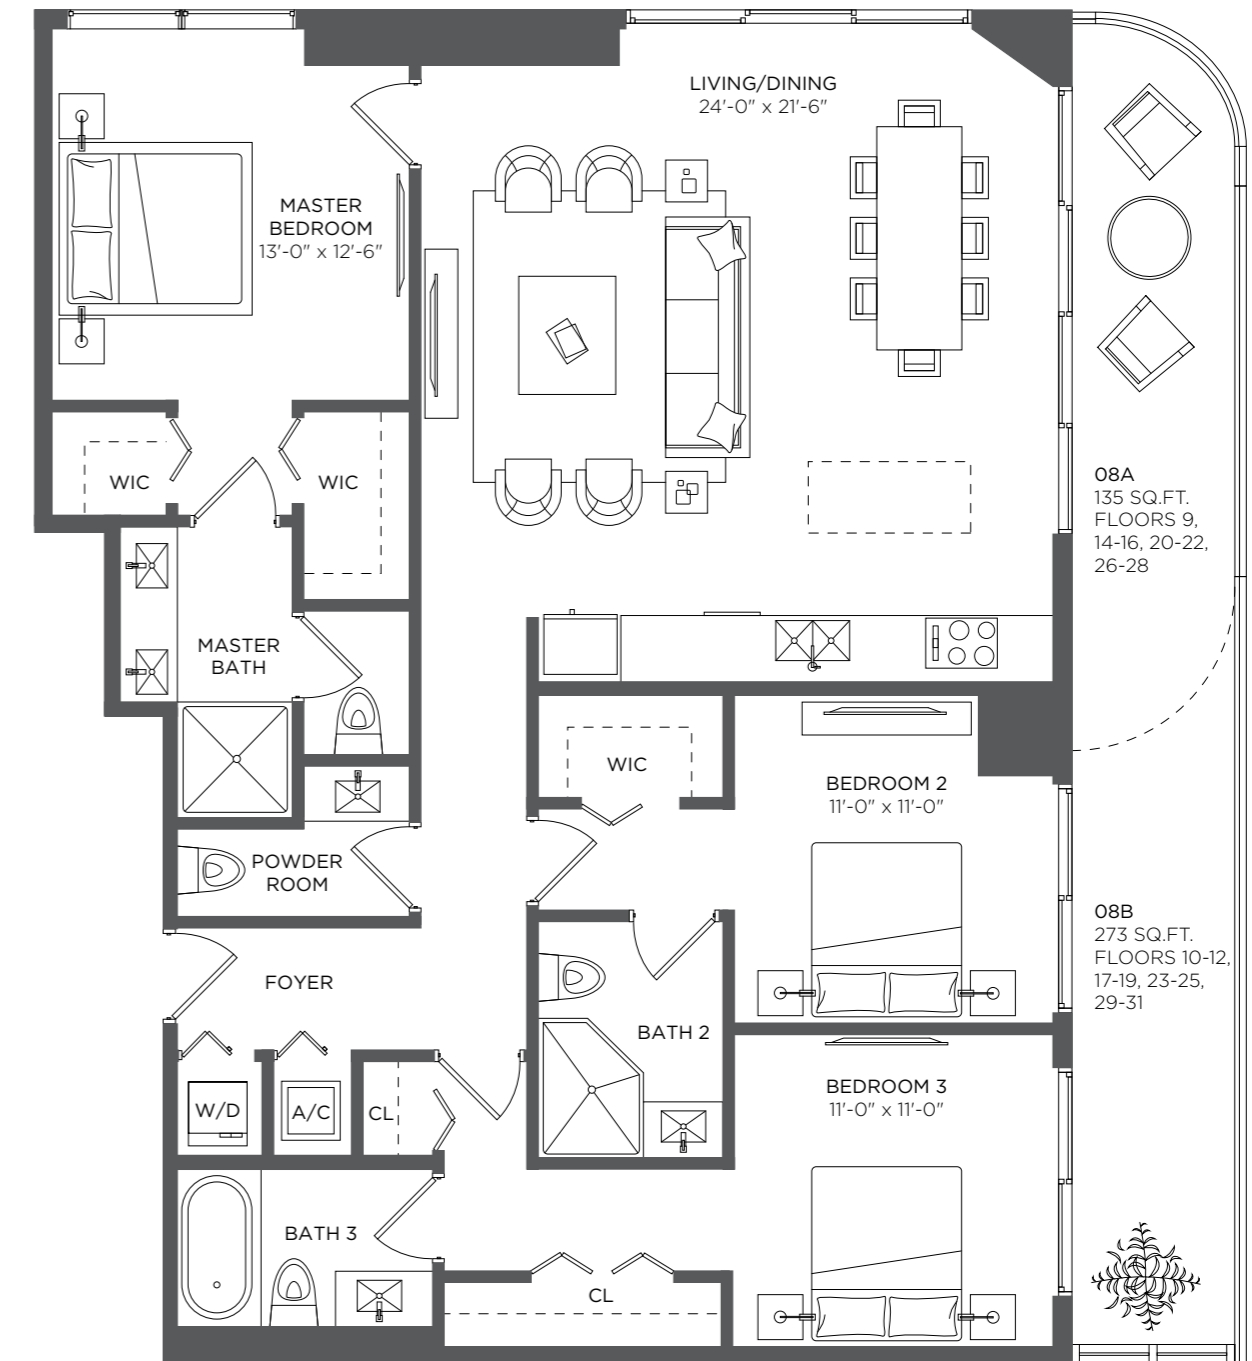 LIVING/DINING
24'-0" x 21'-6"
MASTER
BEDROOM
13'-0" x 12'-6"
WIC
WIC
08A
135 SQ.FT.
FLOORS 9,
14-16, 20-22,
26-28
MASTER
BATH
WIC
BEDROOM 2
11'-0" x 11'-0"
POWDER
ROOM
08B
273 SQ.FT.
FLOORS 10-12,
17-19, 23-25,
29-31
FOYER
BATH 2
BEDROOM 3
11'-0" x 11'-0"
W/D
A/C
CL
BATH 3
CL